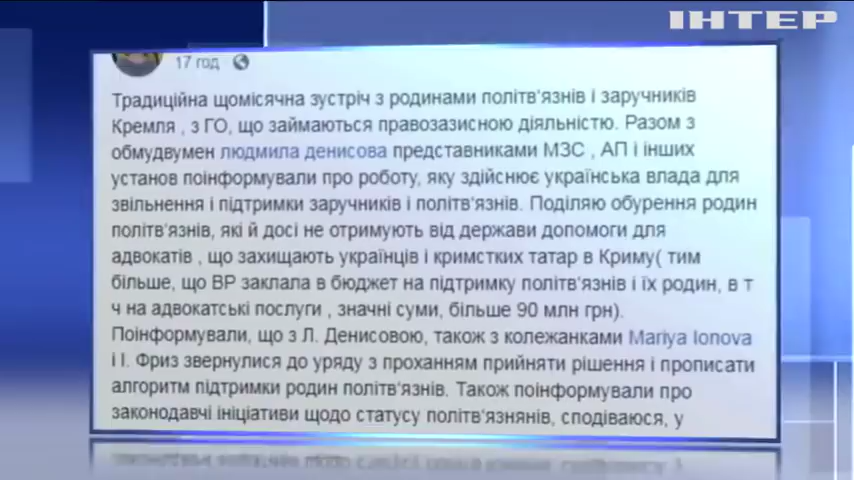 ІНТЕР
17 год
Традиційна щомісячна зустріч з родинами політв'язнів і заручників
Кремля , з ГО, що займаються правозазисною діяльністю. Разом з
обмудвумен людмила денисова представниками МЗС , АП і інших
установ поінформували про роботу, яку здійснює українська влада для
звільнення і підтримки заручників і політв'язнів. Поділяю обурення родин
політв'язнів, які й досі не отримують від держави допомоги для
адвокатів , що захищають українців і кримстких татар в Криму( тим
більше, що ВР заклала в бюджет на підтримку політв'язнів і їх родин, в т
ч на адвокатські послуги , значні суми, більше 90 млн грн).
Поінформували, що з Л. Денисовою, також з колежанками Mariya Ionova
і І. Фриз звернулися до уряду з проханням прийняти рішення і прописати
алгоритм підтримки родин політв'язнів. Також поінформували про
законодавчі ініціативи щодо статусу політв'язнянів, сподіваюся, у